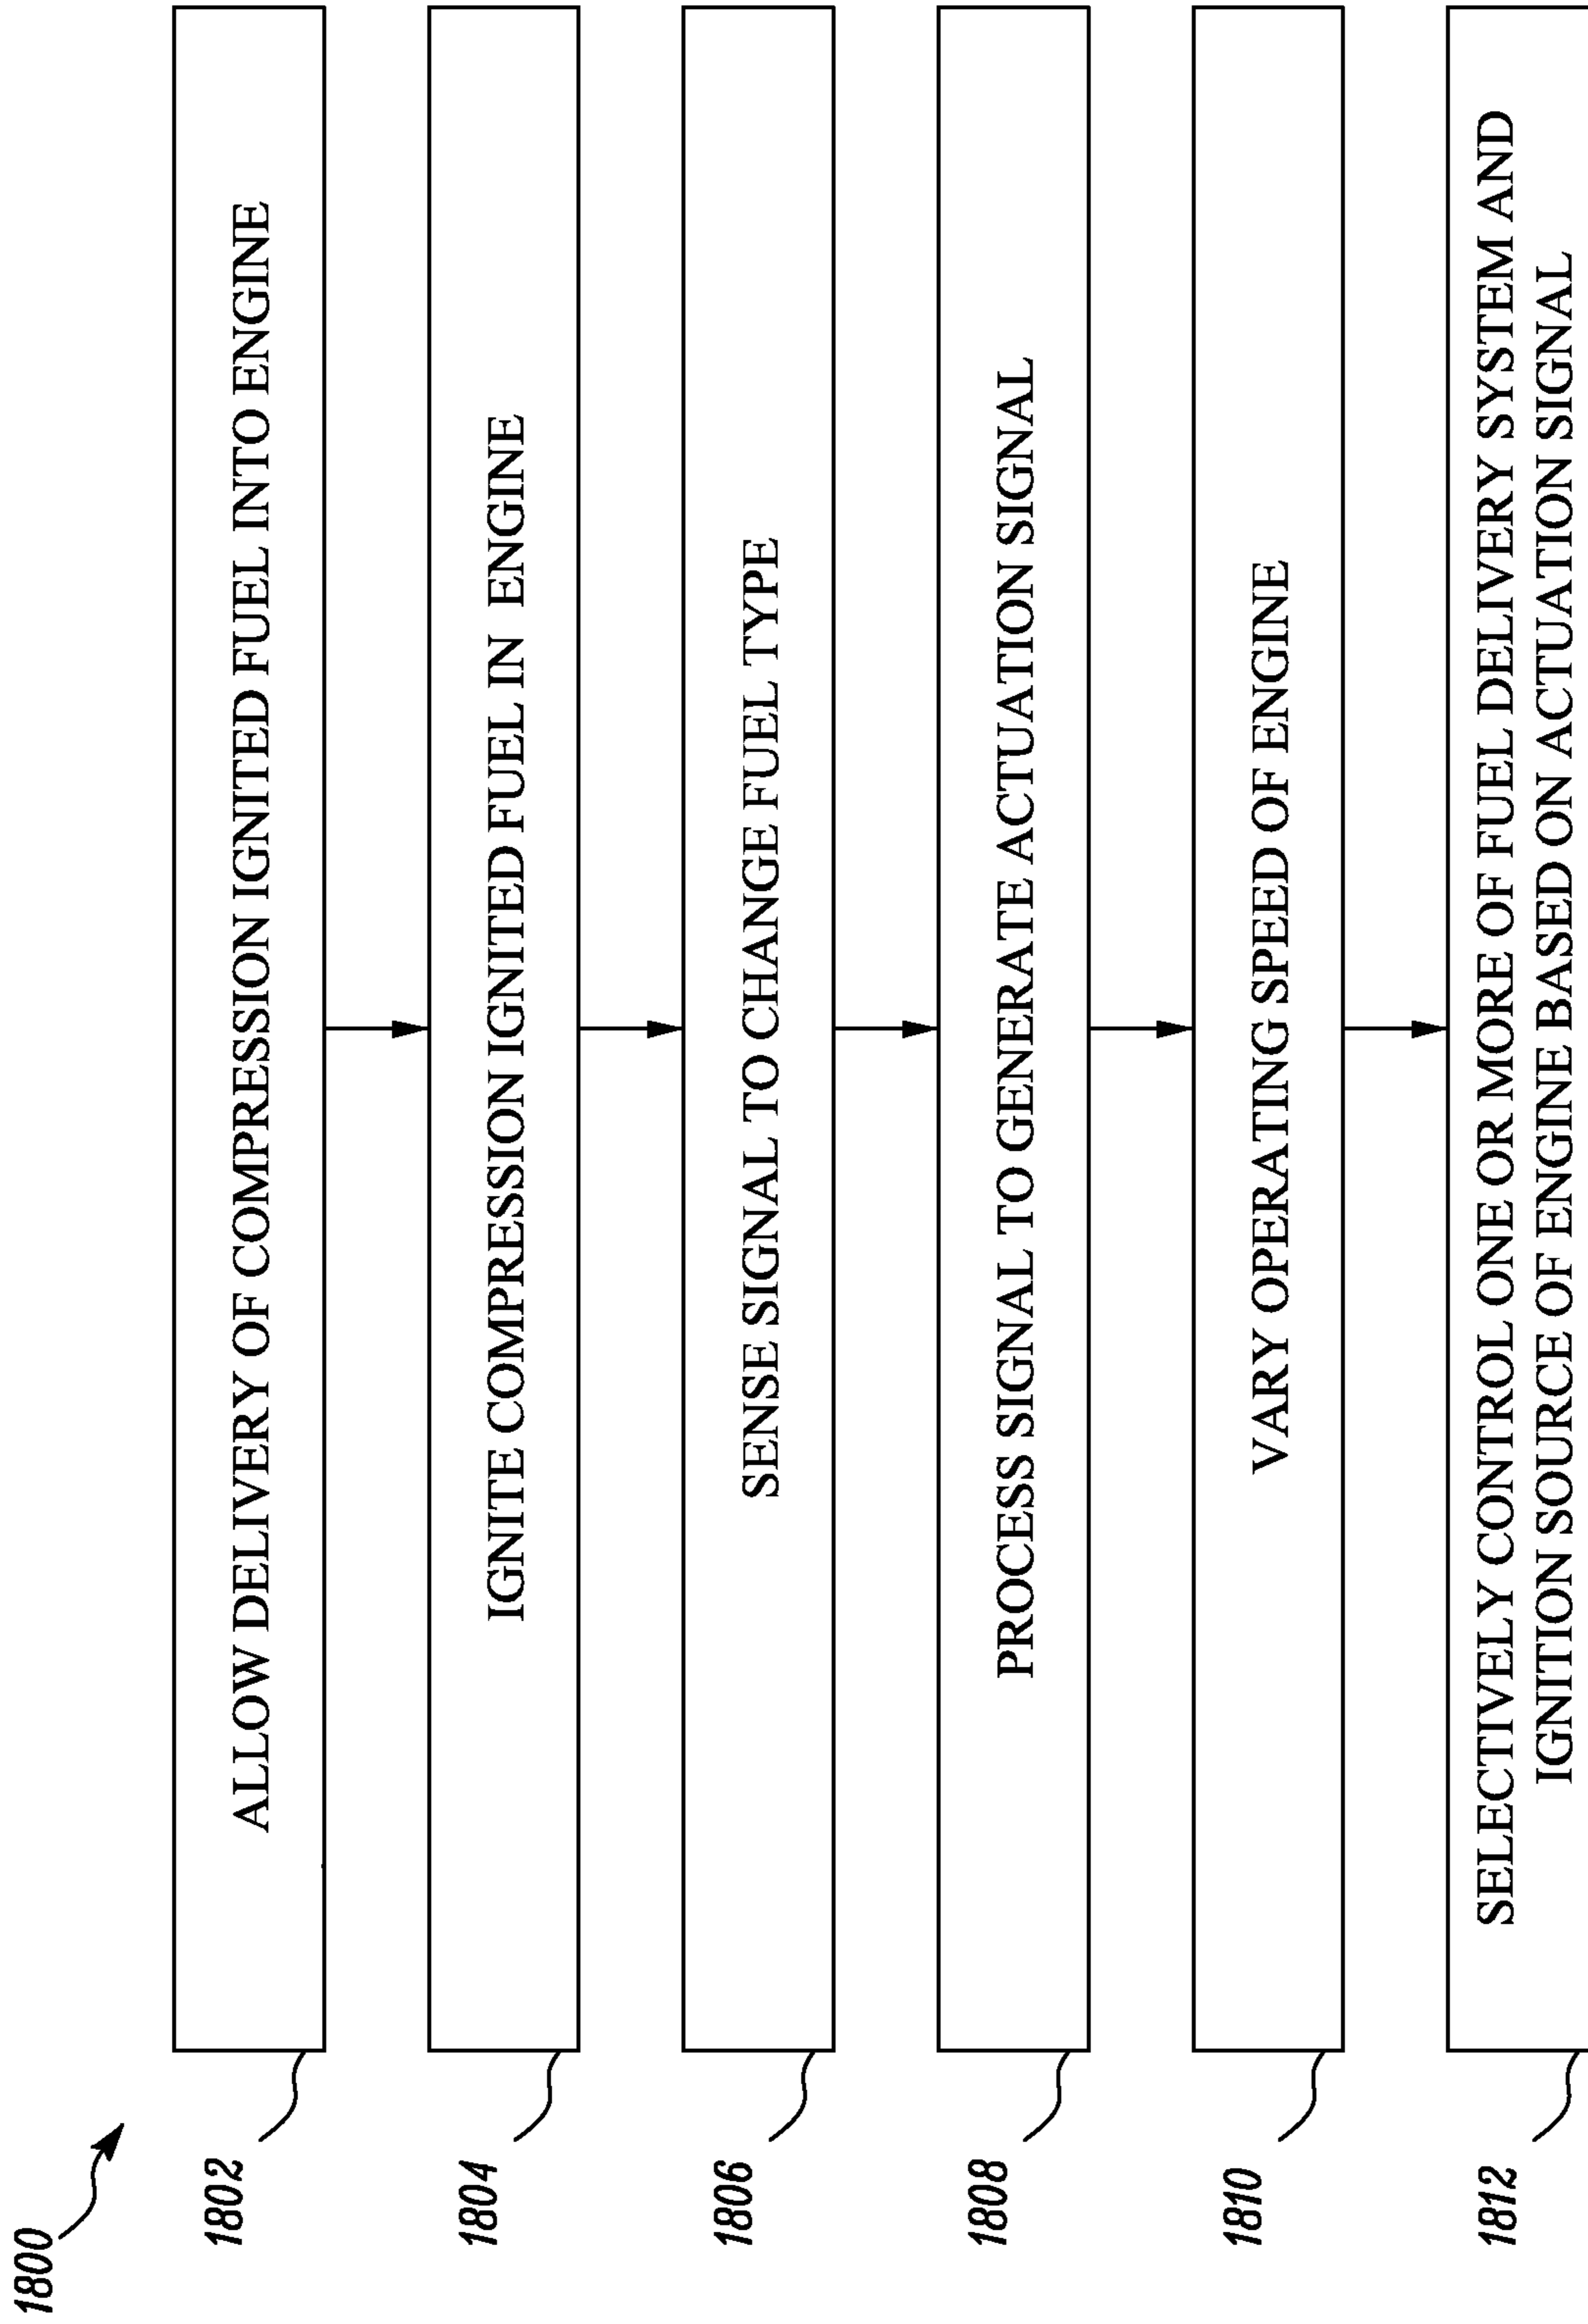 1800
1802
ALLOW DELIVERY OF COMPRESSION IGNITED FUEL INTO ENGINE
1804
IGNITE COMPRESSION IGNITED FUEL IN ENGINE
1806
SENSE SIGNAL TO CHANGE FUEL TYPE
1808
PROCESS SIGNAL TO GENERATE ACTUATION SIGNAL
1810
VARY OPERATING SPEED OF ENGINE
1812
SELECTIVELY CONTROL ONE OR MORE OF FUEL DELIVERY SYSTEM AND
IGNITION SOURCE OF ENGINE BASED ON ACTUATION SIGNAL